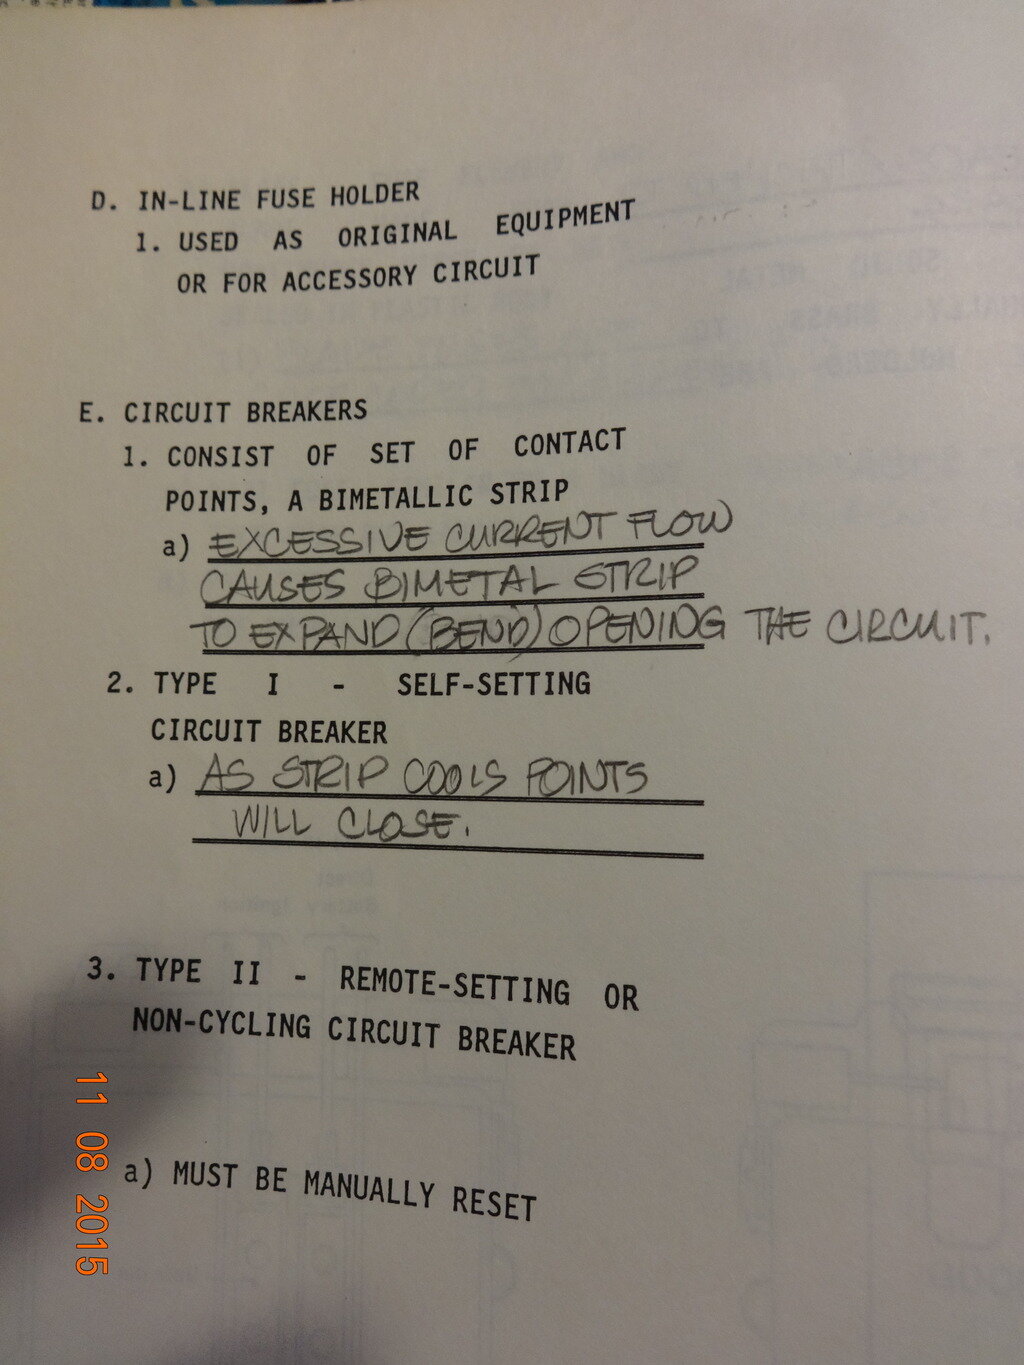 D. IN-LINE FUSE HOLDER
1. USED AS ORIGINAL EQUIPMENT
OR FOR ACCESSORY CIRCUIT
E. CIRCUIT BREAKERS
1. CONSIST OF SET OF CONTACT
POINTS, A BIMETALLIC STRIP
a) EXCESSIVE CURRENT FLOW
CAUSES BIMETAL STRIP
TO EXPAND (BEND) OPENING THE CIRCUIT.
2. TYPE I - SELF-SETTING
CIRCUIT BREAKER
a) AS STRIP COOLS POINTS
WILL CLOSE.
3. TYPE II - REMOTE-SETTING OR
NON-CYCLING CIRCUIT BREAKER
a) MUST BE MANUALLY RESET
11 08 2015